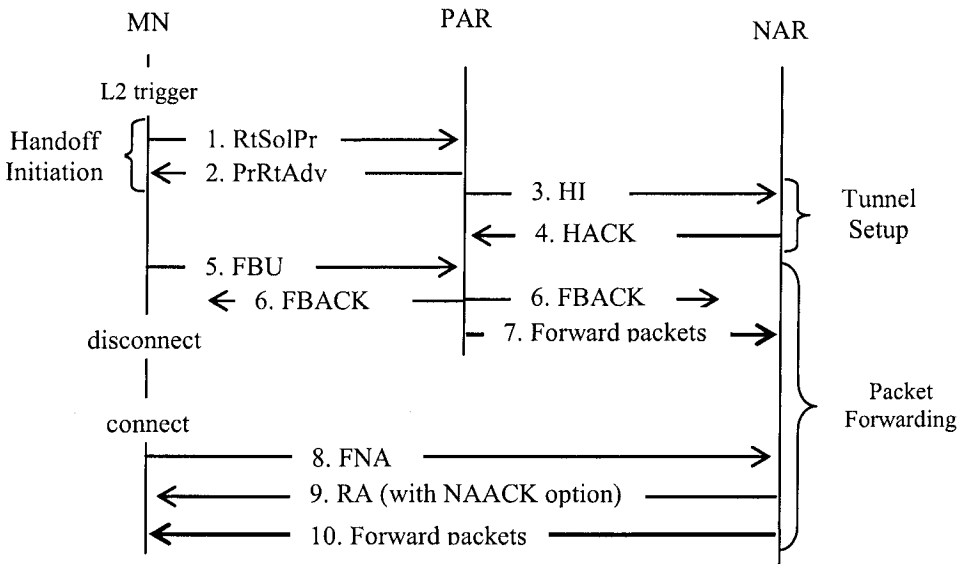 MN
PAR
NAR
L2 trigger
Handoff
Initiation
1. RtSolPr
2. PrRtAdv
3. HI
4. HACK
Tunnel
Setup
5. FBU
6. FBACK
6. FBACK
7. Forward packets
disconnect
Packet
Forwarding
connect
8. FNA
9. RA (with NAACK option)
10. Forward packets